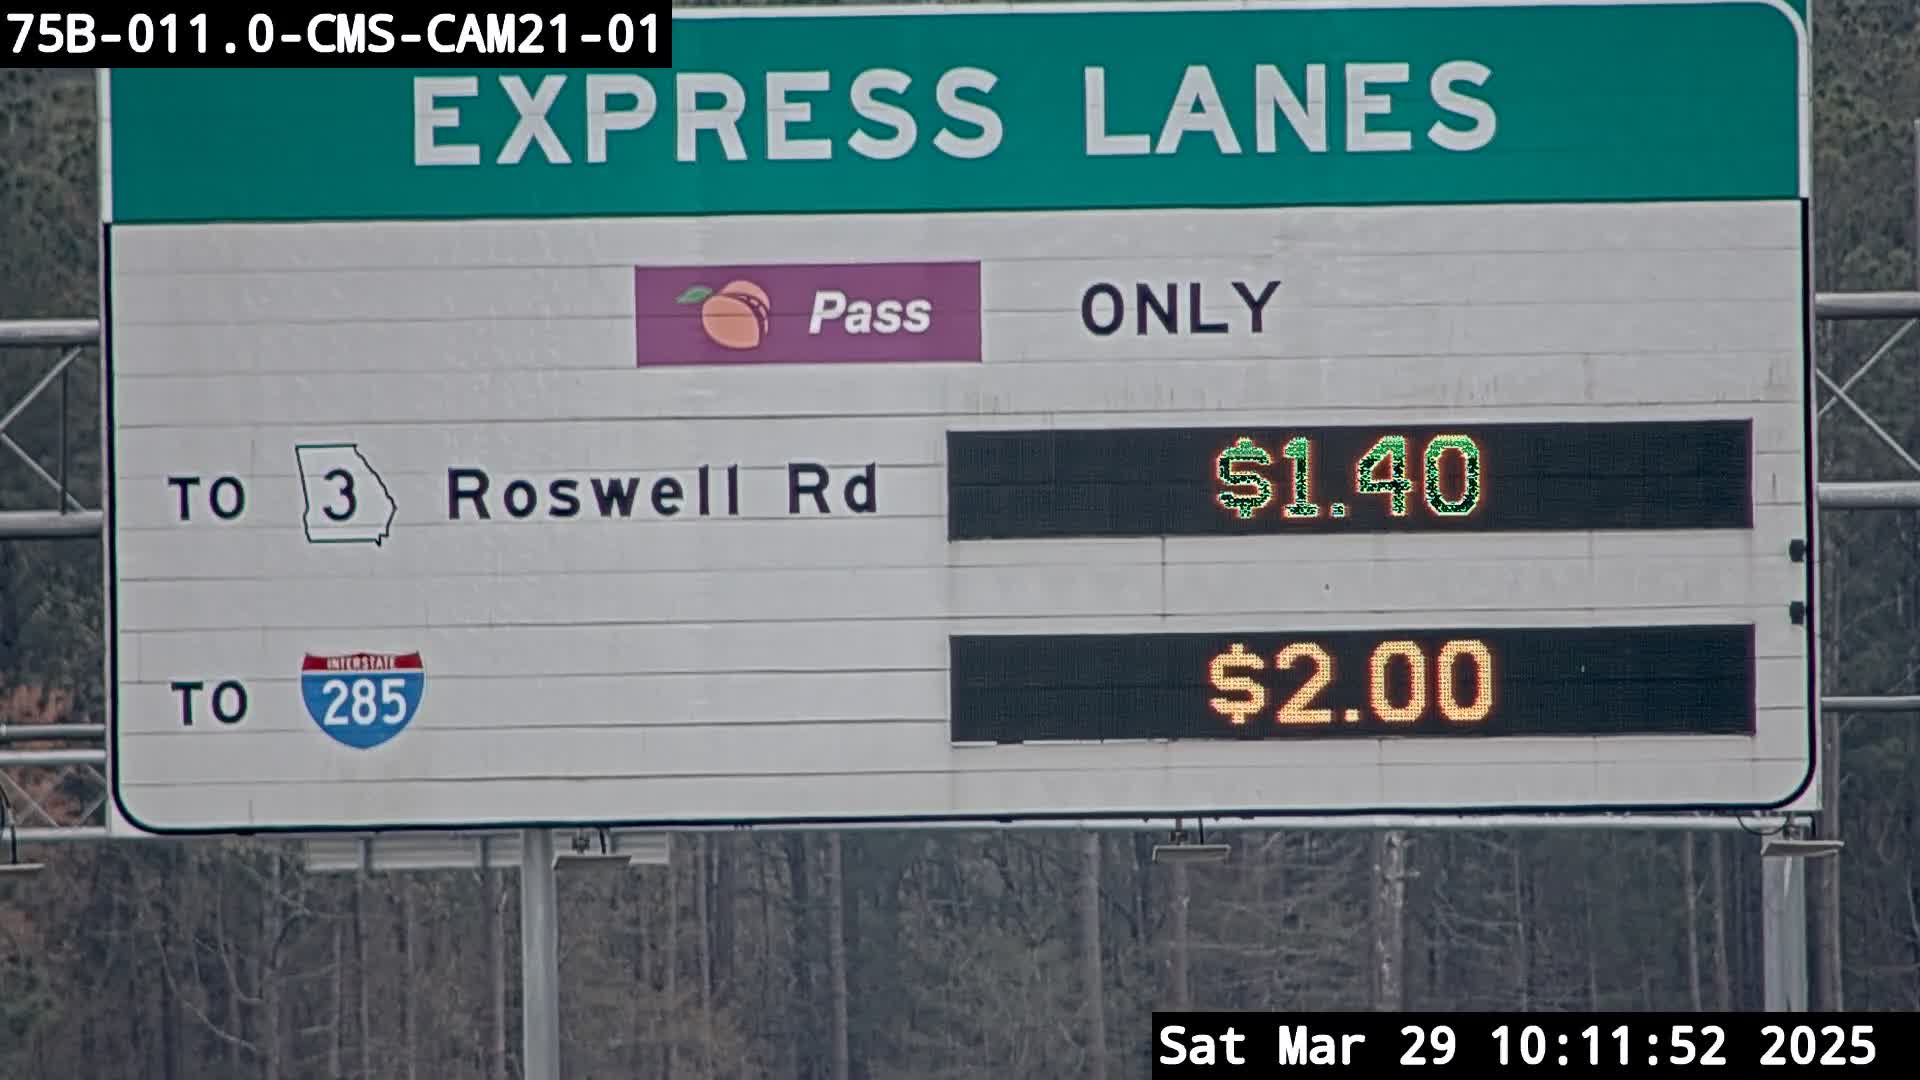 75B-011.0-CMS-CAM21-01
EXPRESS LANES
Pass ONLY
TO 3 Roswell Rd $1.40
TO INTERSTATE 285 $2.00
Sat Mar 29 10:11:52 2025